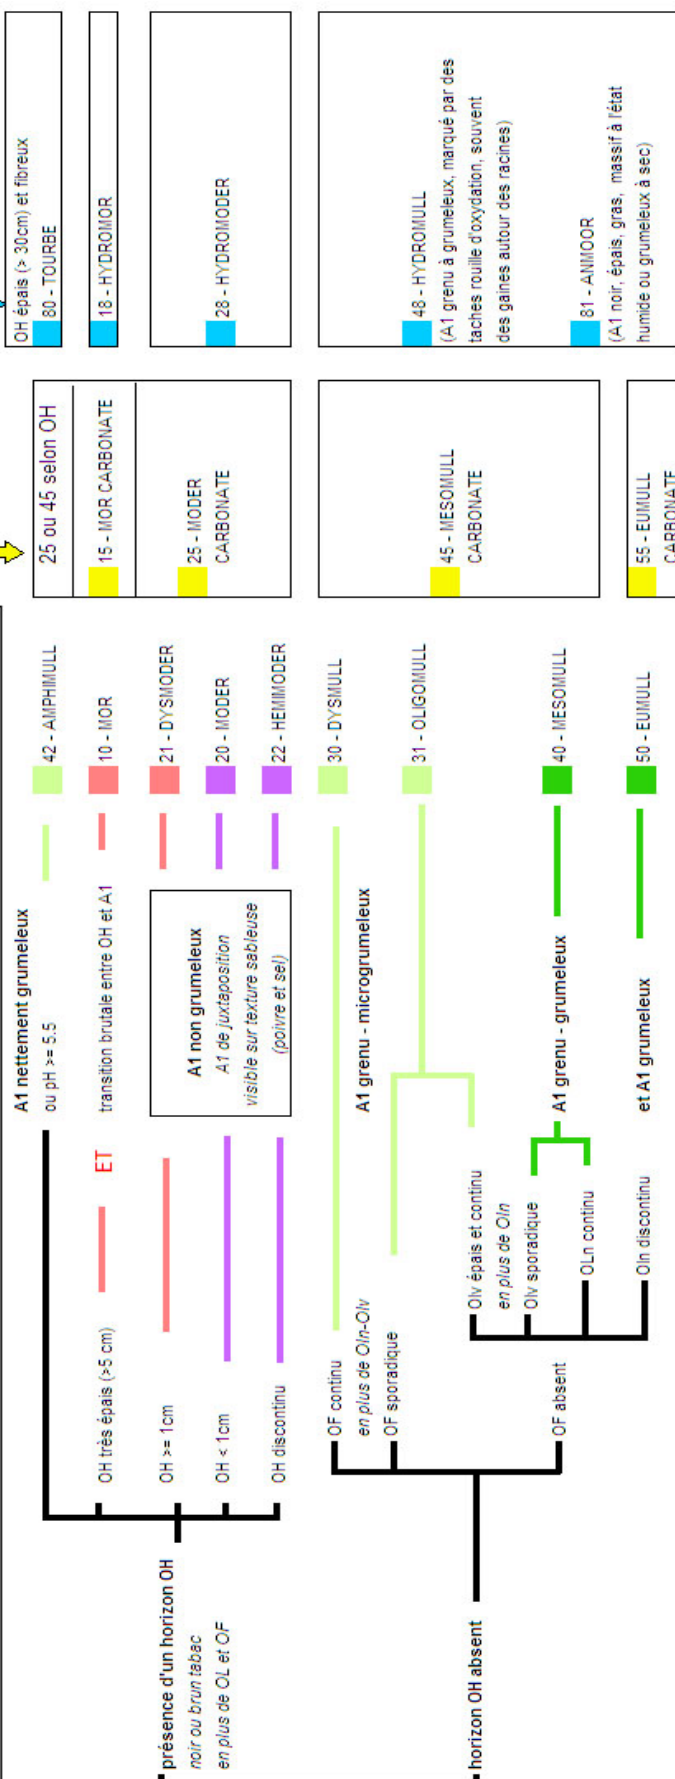 présence d'un horizon OH
noir ou brun tabac
en plus de OL et OF
A1 nettement grumeleux
ou pH >= 5.5
42 - AMPHIMULL
OH très épais (>5 cm)
ET
transition brutale entre OH et A1
10 - MOR
OH >= 1cm
21 - DYSMODER
OH < 1cm
20 - MODER
OH discontinu
22 - HEMIMODER
A1 non grumeleux
A1 de juxtaposition
visible sur texture sableuse
(poivre et sel)
horizon OH absent
OF continu
en plus de Oln-Olv
30 - DYSMULL
OF sporadique
A1 grenu - microgrumeleux
31 - OLIGOMULL
OF absent
Olv épais et continu
en plus de Oln
Olv sporadique
OLn continu
A1 grenu - grumeleux
40 - MESOMULL
Oln discontinu
et A1 grumeleux
50 - EUMULL
25 ou 45 selon OH
15 - MOR CARBONATE
25 - MODER
CARBONATE
45 - MESOMULL
CARBONATE
55 - EUMULL
CARBONATE
OH épais (> 30cm) et fibreux
80 - TOURBE
18 - HYDROMOR
28 - HYDROMODER
48 - HYDROMULL
(A1 grenu à grumeleux, marqué par des
taches rouille d'oxydation, souvent
des gaines autour des racines)
81 - ANMOOR
(A1 noir, épais, gras, massif à l'état
humide ou grumeleux à sec)